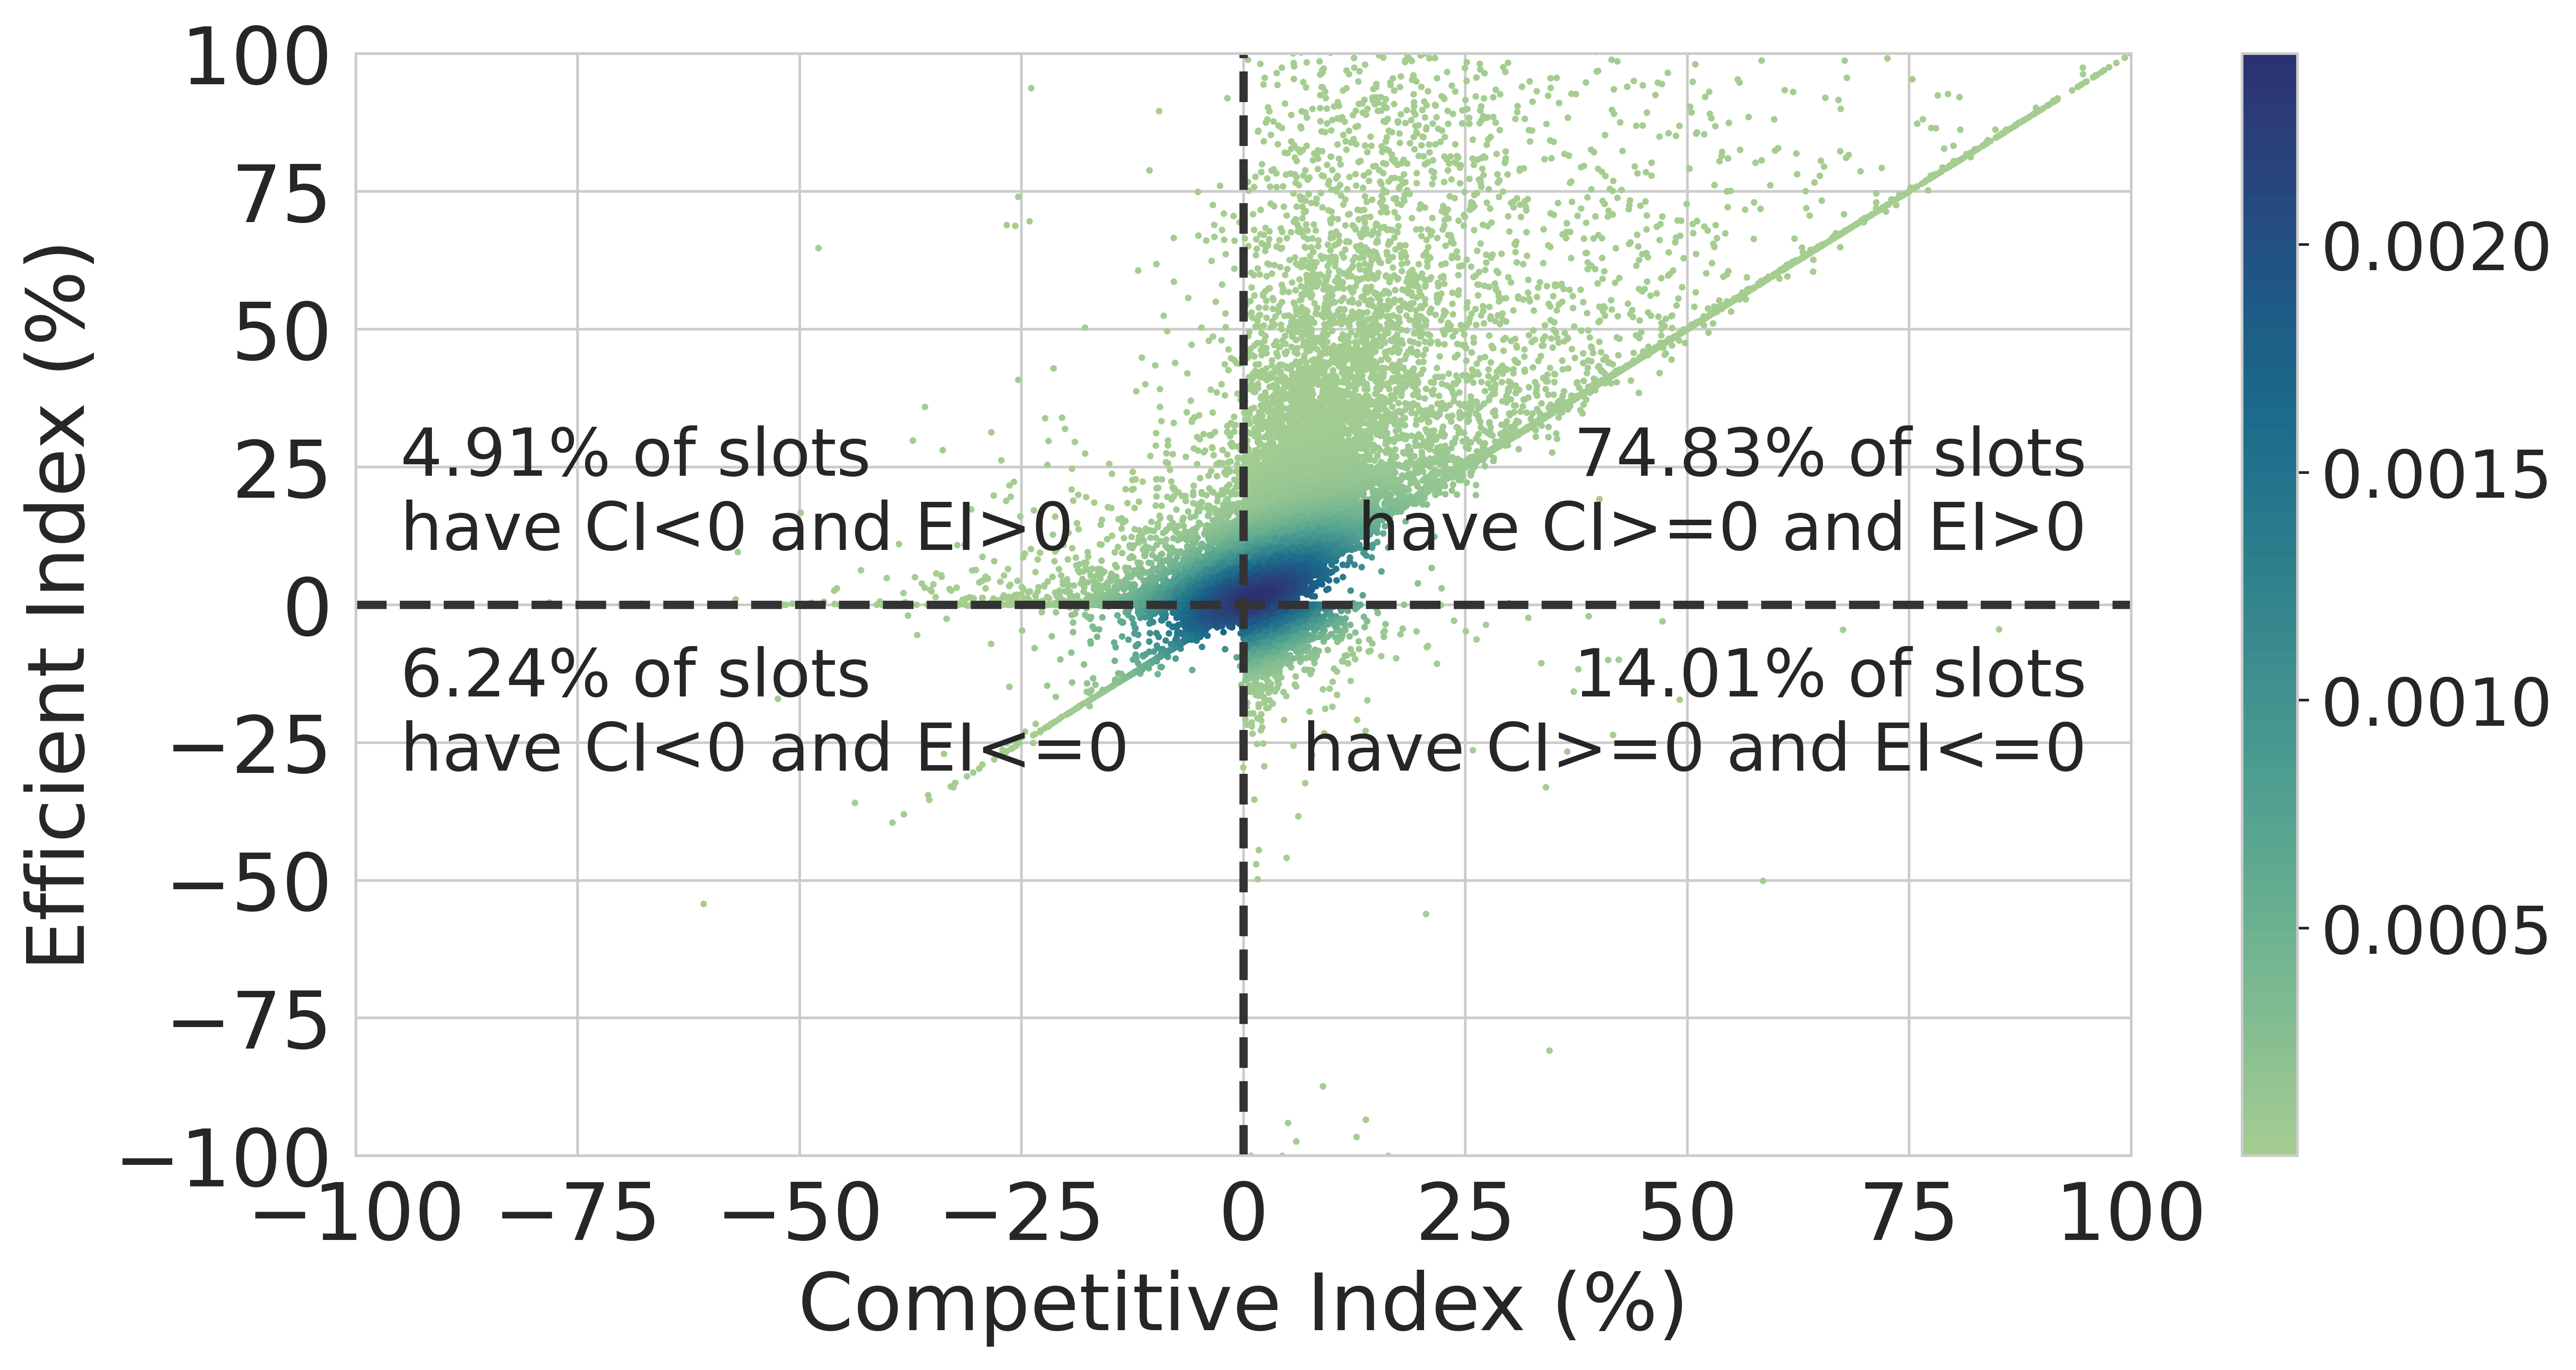 Efficient Index (%)
100
75
50
25
0
−25
−50
−75
−100
4.91% of slots
have CI<0 and EI>0
74.83% of slots
have CI>=0 and EI>0
6.24% of slots
have CI<0 and EI<=0
14.01% of slots
have CI>=0 and EI<=0
−100 −75 −50 −25 0 25 50 75 100
Competitive Index (%)
0.0020
0.0015
0.0010
0.0005